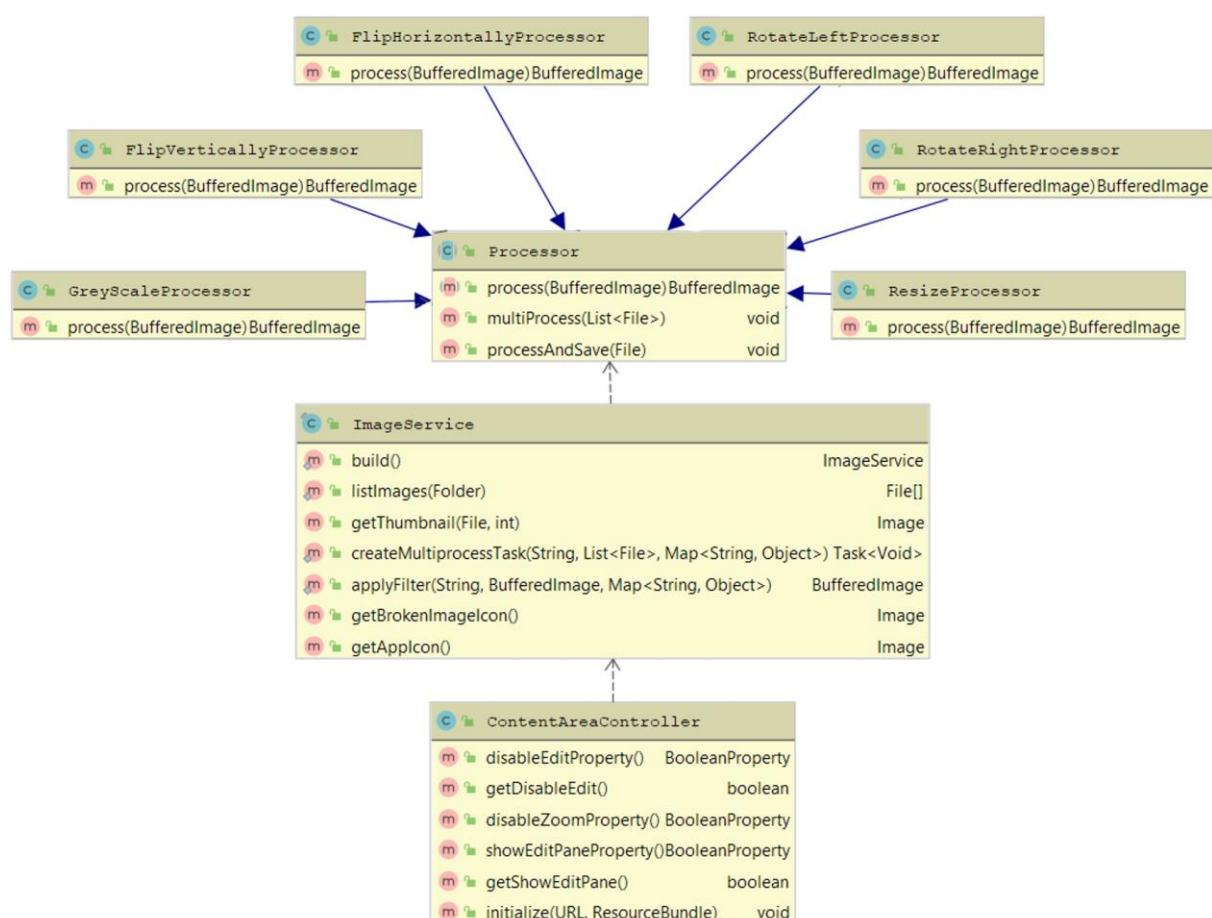 FlipHorizontallyProcessor
process(BufferedImage) BufferedImage
RotateLeftProcessor
process(BufferedImage) BufferedImage
FlipVerticallyProcessor
process(BufferedImage) BufferedImage
RotateRightProcessor
process(BufferedImage) BufferedImage
Processor
process(BufferedImage) BufferedImage
multiProcess(List<File>) void
processAndSave(File) void
GreyScaleProcessor
process(BufferedImage) BufferedImage
ResizeProcessor
process(BufferedImage) BufferedImage
ImageService
build() ImageService
listImages(Folder) File[]
getThumbnail(File, int) Image
createMultiprocessTask(String, List<File>, Map<String, Object>) Task<Void>
applyFilter(String, BufferedImage, Map<String, Object>) BufferedImage
getBrokenImageIcon() Image
getAppIcon() Image
ContentAreaController
disableEditProperty() BooleanProperty
getDisableEdit() boolean
disableZoomProperty() BooleanProperty
showEditPaneProperty() BooleanProperty
getShowEditPane() boolean
initialize(URL, ResourceBundle) void